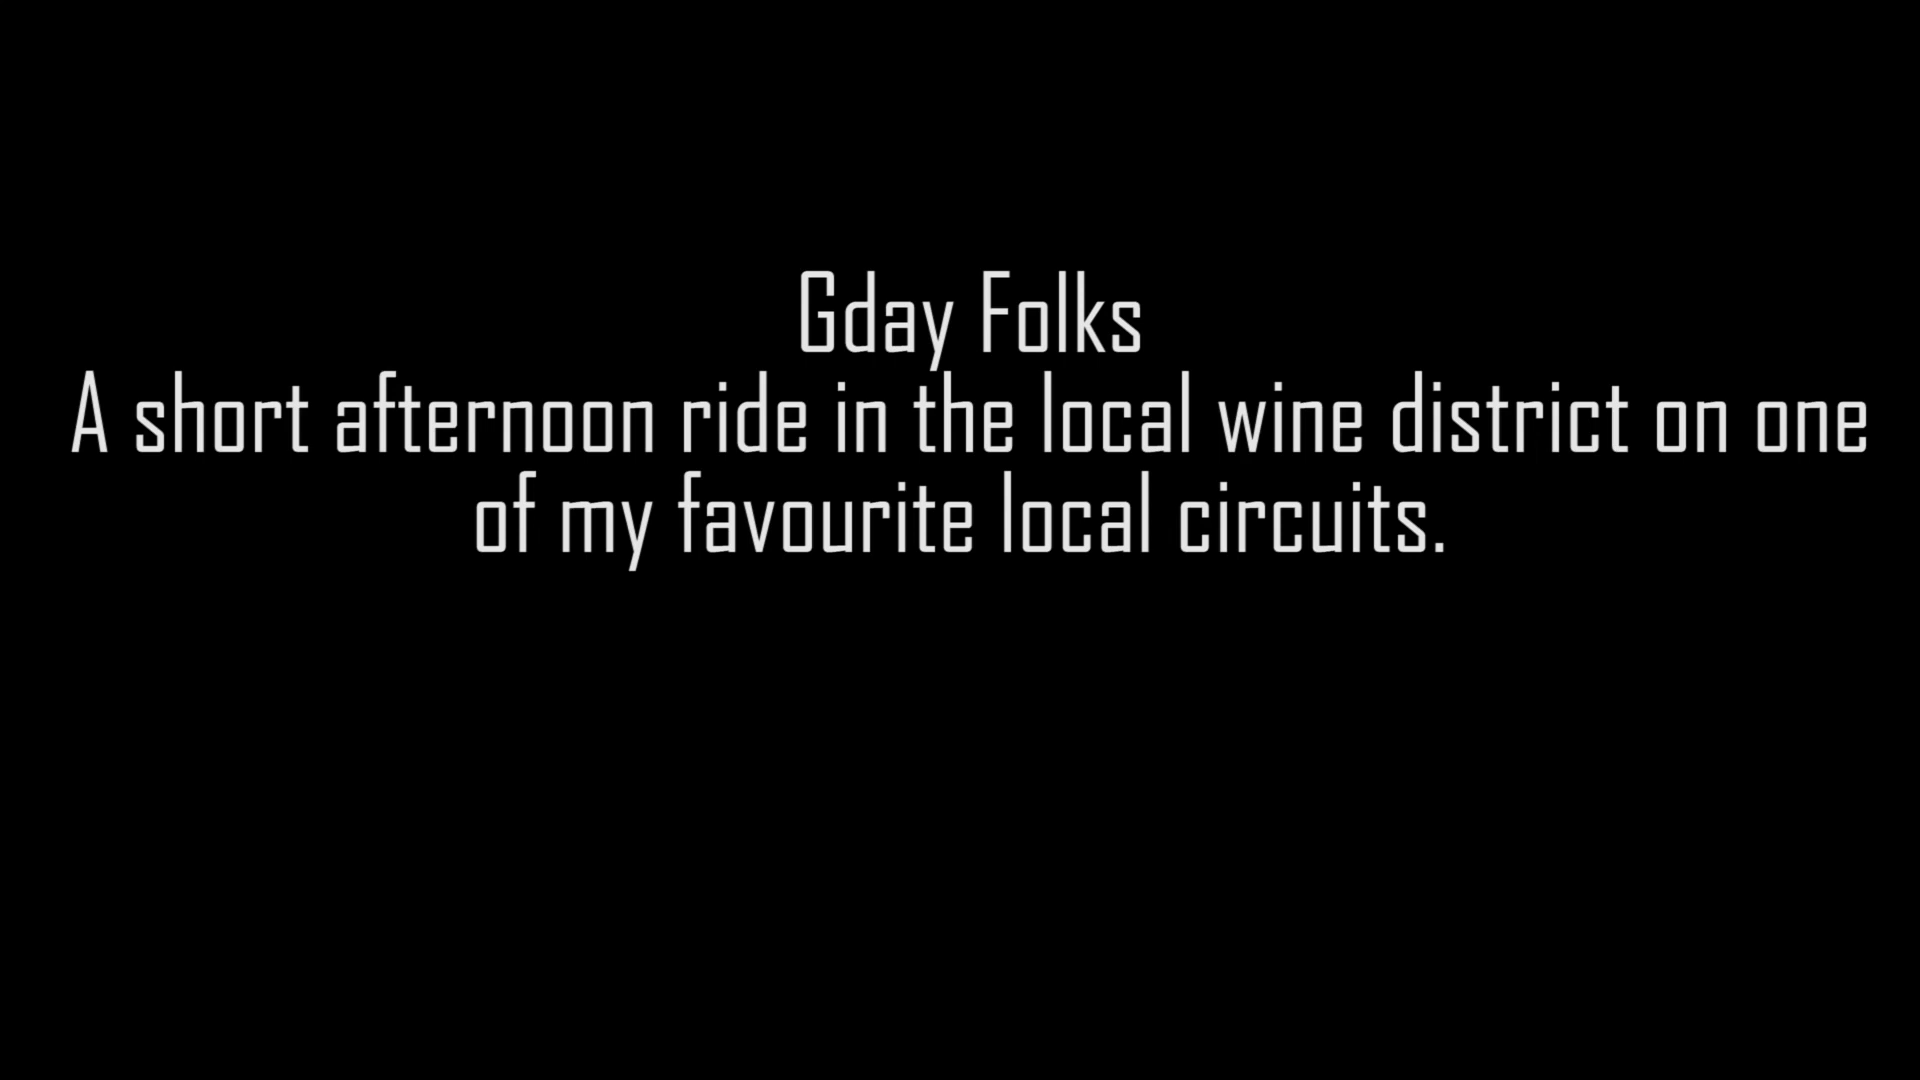 Gday Folks
A short afternoon ride in the local wine district on one
of my favourite local circuits.